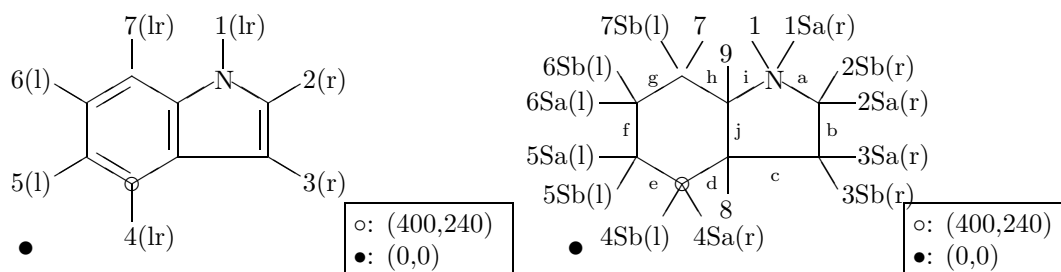 7(lr) 1(lr)
6(l) N 2(r)
5(l) 3(r)
4(lr)
○: (400,240)
●: (0,0)
7Sb(l) 7 1 1Sa(r)
9
6Sb(l) g h i N a 2Sb(r)
6Sa(l) 2Sa(r)
f j b
5Sa(l) 3Sa(r)
e d c
5Sb(l) 3Sb(r)
8
4Sb(l) 4Sa(r)
○: (400,240)
●: (0,0)